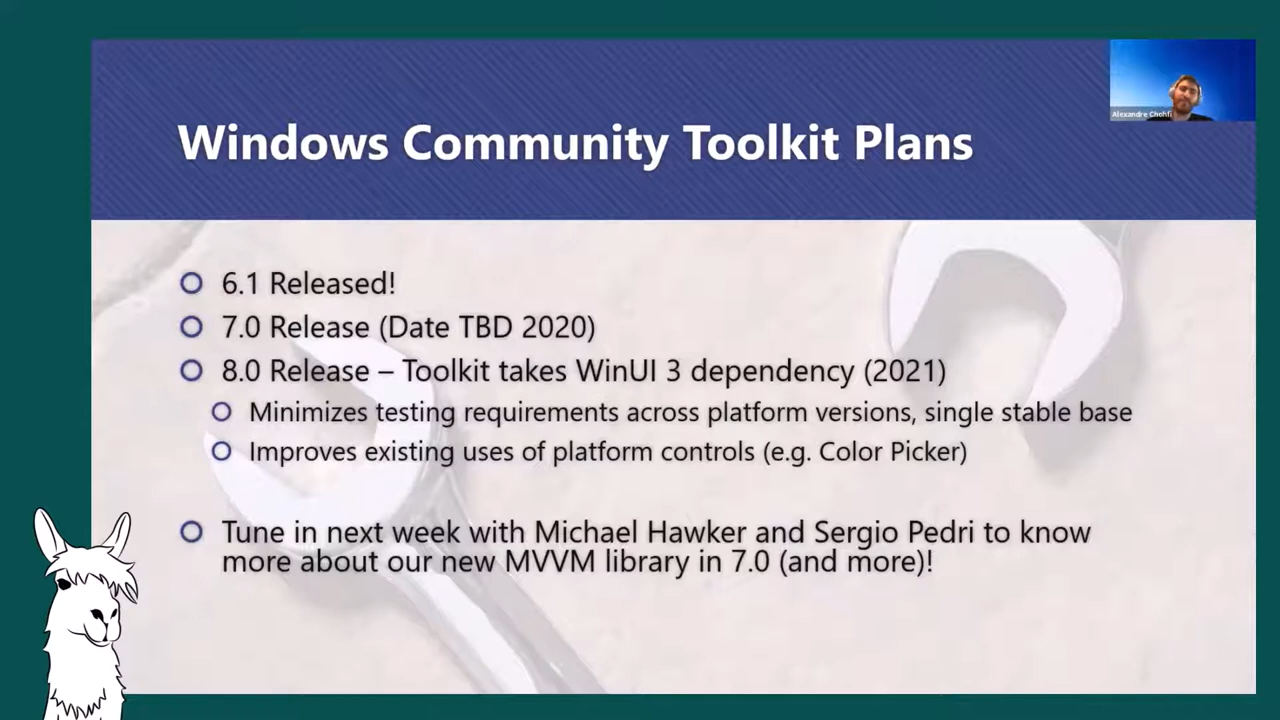 Windows Community Toolkit Plans
Alexandre Chohfi
6.1 Released!
7.0 Release (Date TBD 2020)
8.0 Release – Toolkit takes WinUI 3 dependency (2021)
Minimizes testing requirements across platform versions, single stable base
Improves existing uses of platform controls (e.g. Color Picker)
Tune in next week with Michael Hawker and Sergio Pedri to know
more about our new MVVM library in 7.0 (and more)!